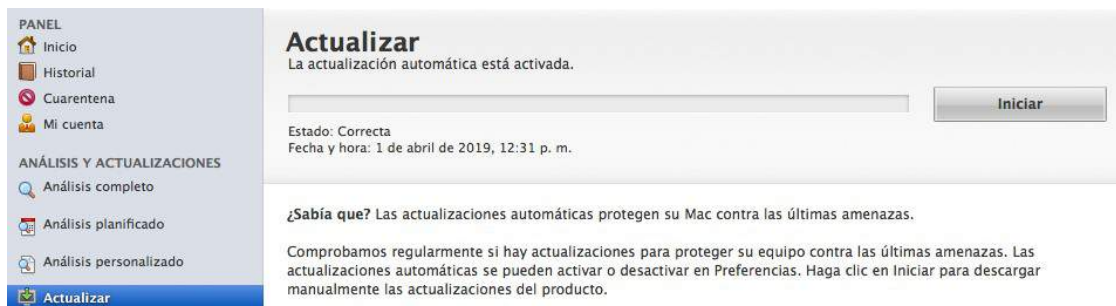 PANEL
Inicio
Historial
Cuarentena
Mi cuenta
ANÁLISIS Y ACTUALIZACIONES
Análisis completo
Análisis planificado
Análisis personalizado
Actualizar
Actualizar
La actualización automática está activada.
Iniciar
Estado: Correcta
Fecha y hora: 1 de abril de 2019, 12:31 p. m.
¿Sabía que? Las actualizaciones automáticas protegen su Mac contra las últimas amenazas.
Comprobamos regularmente si hay actualizaciones para proteger su equipo contra las últimas amenazas. Las
actualizaciones automáticas se pueden activar o desactivar en Preferencias. Haga clic en Iniciar para descargar
manualmente las actualizaciones del producto.